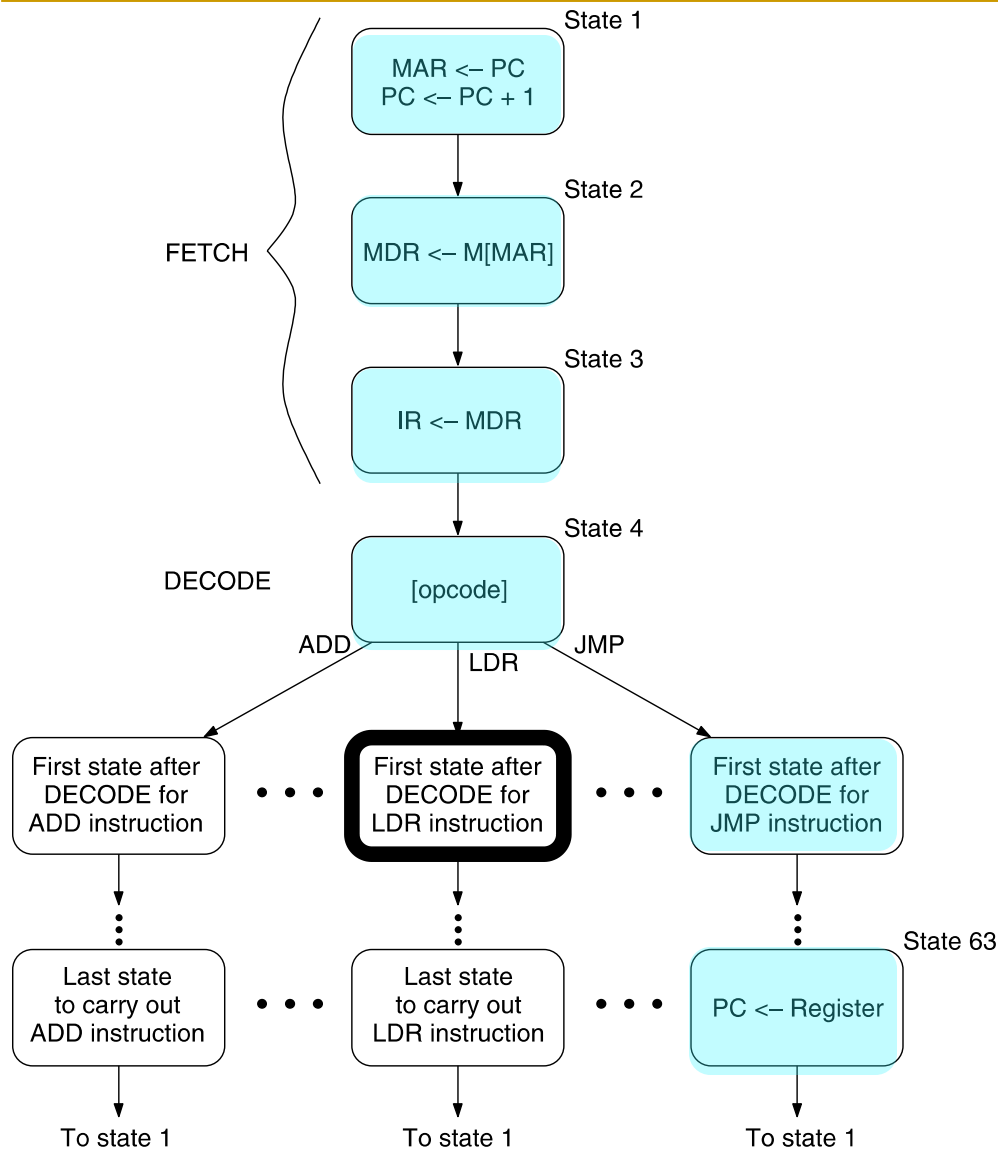 State 1
MAR <– PC
PC <– PC + 1
State 2
FETCH
MDR <– M[MAR]
State 3
IR <– MDR
State 4
DECODE
[opcode]
ADD
LDR
JMP
First state after
DECODE for
ADD instruction
First state after
DECODE for
LDR instruction
First state after
DECODE for
JMP instruction
State 63
Last state
to carry out
ADD instruction
Last state
to carry out
LDR instruction
PC <– Register
To state 1
To state 1
To state 1